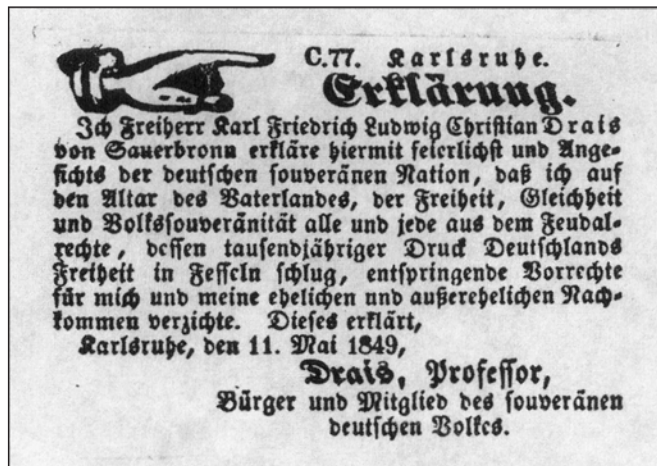 C.77. Karlsruhe.
Erklärung.
Ich Freiherr Karl Friedrich Ludwig Christian Drais
von Sauerbronn erkläre hiermit feierlichst und Ange-
sichts der deutschen souveränen Nation, daß ich auf
den Altar des Vaterlandes, der Freiheit, Gleichheit
und Volkssouveränität alle und jede aus dem Feudal-
rechte, dessen tausendjähriger Druck Deutschlands
Freiheit in Fesseln schlug, entspringende Vorrechte
für mich und meine ehelichen und außerehelichen Nach-
kommen verzichte. Dieses erklärt,
Karlsruhe, den 11. Mai 1849,
Drais, Professor,
Bürger und Mitglied des souveränen
deutschen Volkes.